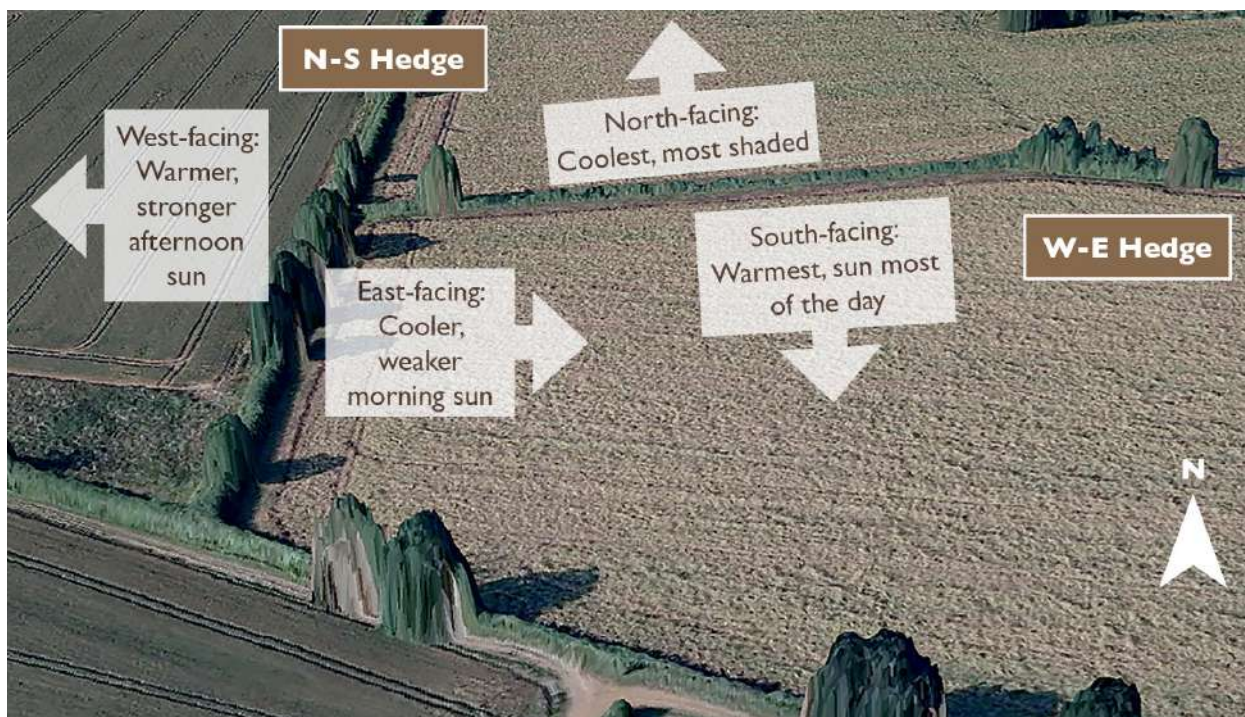 N-S Hedge
North-facing:
Coolest, most shaded
West-facing:
Warmer,
stronger
afternoon
sun
South-facing:
Warmest, sun most
of the day
W-E Hedge
East-facing:
Cooler,
weaker
morning sun
N